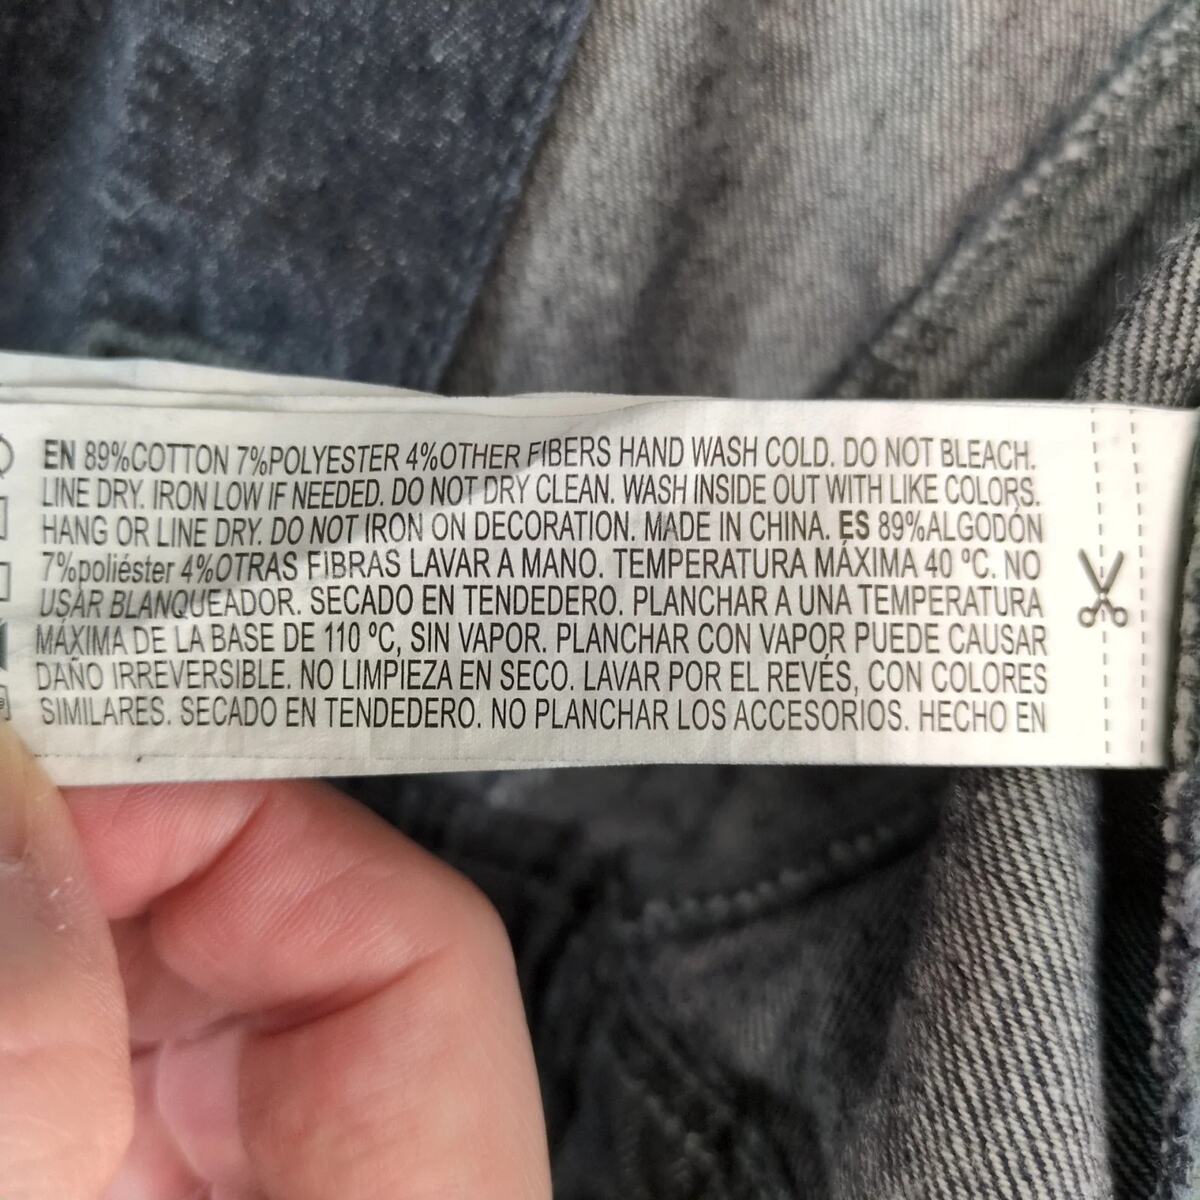 EN 89%COTTON 7%POLYESTER 4%OTHER FIBERS HAND WASH COLD. DO NOT BLEACH.
LINE DRY. IRON LOW IF NEEDED. DO NOT DRY CLEAN. WASH INSIDE OUT WITH LIKE COLORS.
HANG OR LINE DRY. DO NOT IRON ON DECORATION. MADE IN CHINA. ES 89%ALGODÓN
7%poliéster 4%OTRAS FIBRAS LAVAR A MANO. TEMPERATURA MÁXIMA 40 ºC. NO
USAR BLANQUEADOR. SECADO EN TENDEDERO. PLANCHAR A UNA TEMPERATURA
MÁXIMA DE LA BASE DE 110 ºC, SIN VAPOR. PLANCHAR CON VAPOR PUEDE CAUSAR
DAÑO IRREVERSIBLE. NO LIMPIEZA EN SECO. LAVAR POR EL REVÉS, CON COLORES
SIMILARES. SECADO EN TENDEDERO. NO PLANCHAR LOS ACCESORIOS. HECHO EN